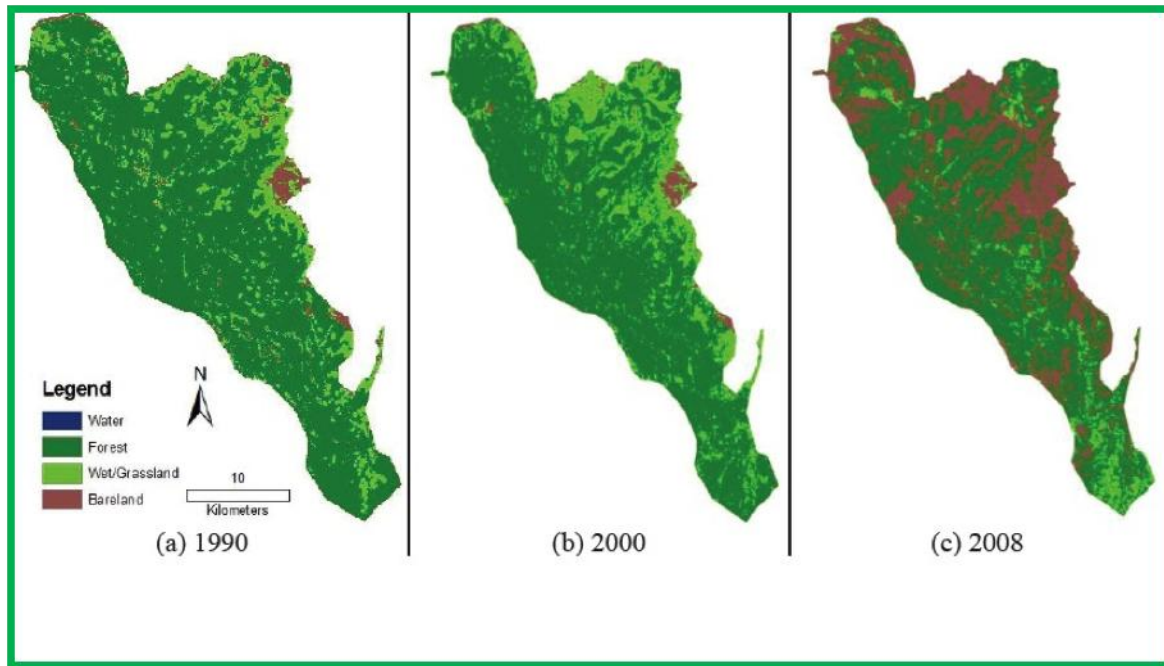 Legend
Water
Forest
Wet/Grassland
Bareland
N
10
Kilometers
(a) 1990
(b) 2000
(c) 2008